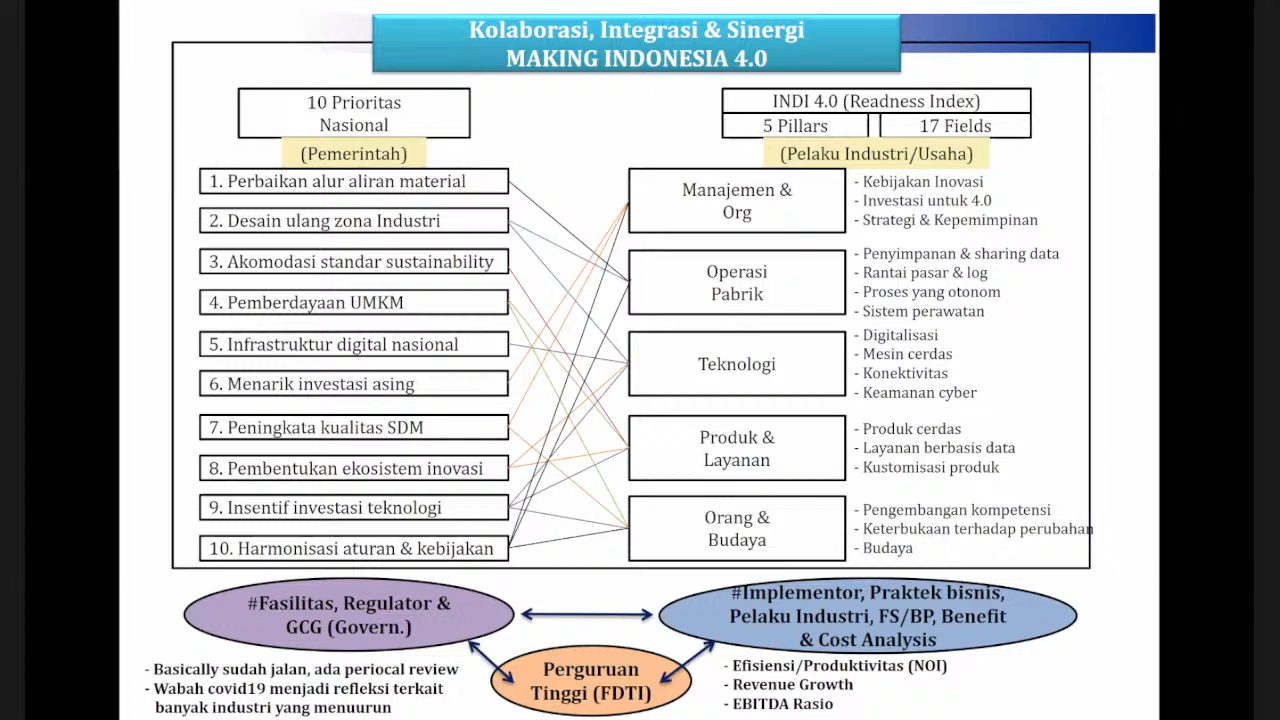 Kolaborasi, Integrasi & Sinergi
MAKING INDONESIA 4.0
10 Prioritas
Nasional
(Pemerintah)
1. Perbaikan alur aliran material
2. Desain ulang zona Industri
3. Akomodasi standar sustainability
4. Pemberdayaan UMKM
5. Infrastruktur digital nasional
6. Menarik investasi asing
7. Peningkata kualitas SDM
8. Pembentukan ekosistem inovasi
9. Insentif investasi teknologi
10. Harmonisasi aturan & kebijakan
INDI 4.0 (Readness Index)
5 Pillars
17 Fields
(Pelaku Industri/Usaha)
Manajemen &
Org
- Kebijakan Inovasi
- Investasi untuk 4.0
- Strategi & Kepemimpinan
Operasi
Pabrik
- Penyimpanan & sharing data
- Rantai pasar & log
- Proses yang otonom
- Sistem perawatan
Teknologi
- Digitalisasi
- Mesin cerdas
- Konektivitas
- Keamanan cyber
Produk &
Layanan
- Produk cerdas
- Layanan berbasis data
- Kustomisasi produk
Orang &
Budaya
- Pengembangan kompetensi
- Keterbukaan terhadap perubahan
- Budaya
#Fasilitas, Regulator &
GCG (Govern.)
#Implementor, Praktek bisnis,
Pelaku Industri, FS/BP, Benefit
& Cost Analysis
Perguruan
Tinggi (FDTI)
- Basically sudah jalan, ada periocal review
- Wabah covid19 menjadi refleksi terkait
banyak industri yang menuurun
- Efisiensi/Produktivitas (NOI)
- Revenue Growth
- EBITDA Rasio